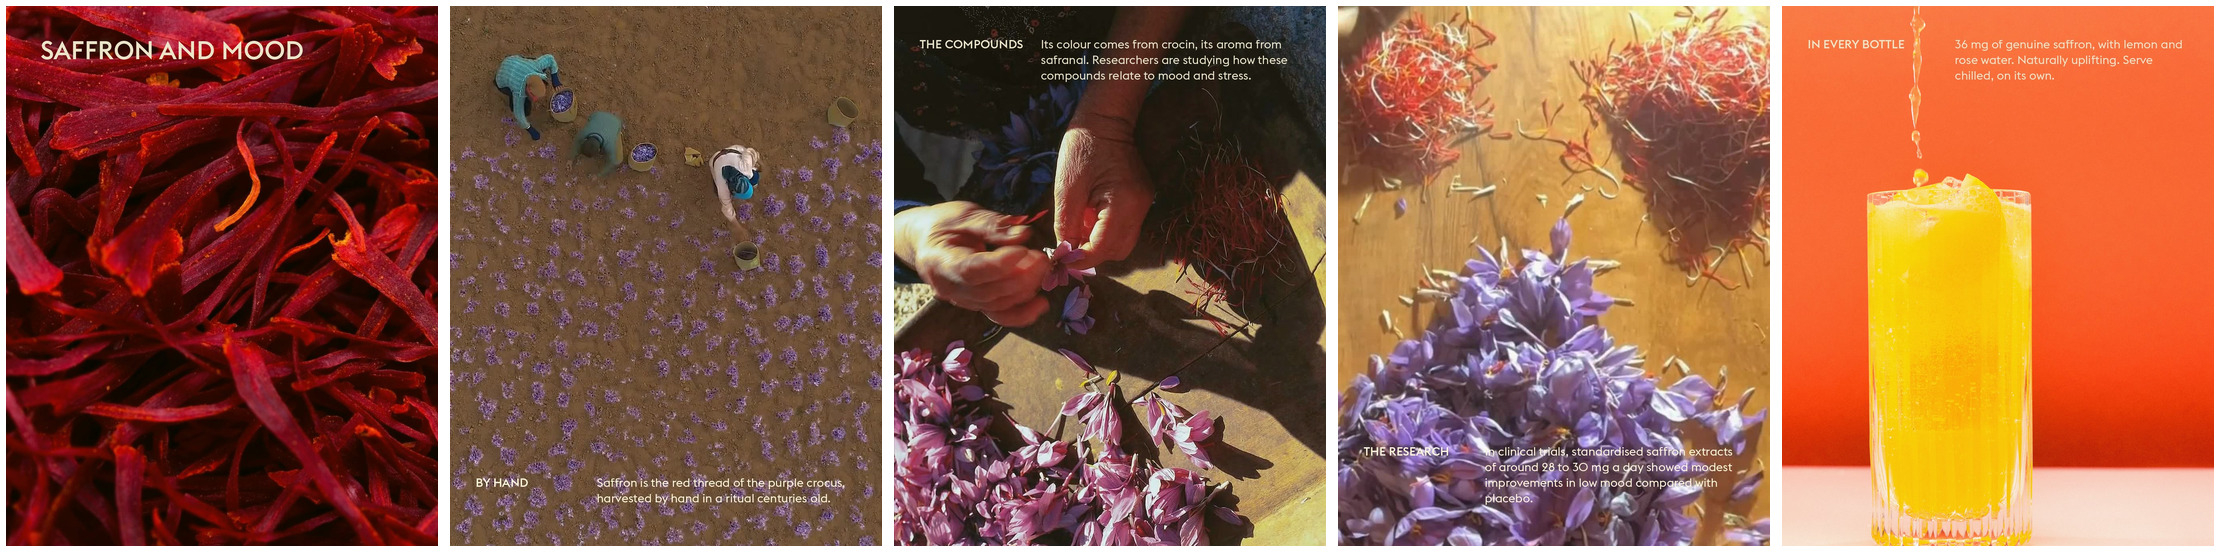 SAFFRON AND MOOD
BY HAND
Saffron is the red thread of the purple crocus,
harvested by hand in a ritual centuries old.
THE COMPOUNDS
Its colour comes from crocin, its aroma from
safranal. Researchers are studying how these
compounds relate to mood and stress.
THE RESEARCH
In clinical trials, standardised saffron extracts
of around 28 to 30 mg a day showed modest
improvements in low mood compared with
placebo.
IN EVERY BOTTLE
36 mg of genuine saffron, with lemon and
rose water. Naturally uplifting. Serve
chilled, on its own.